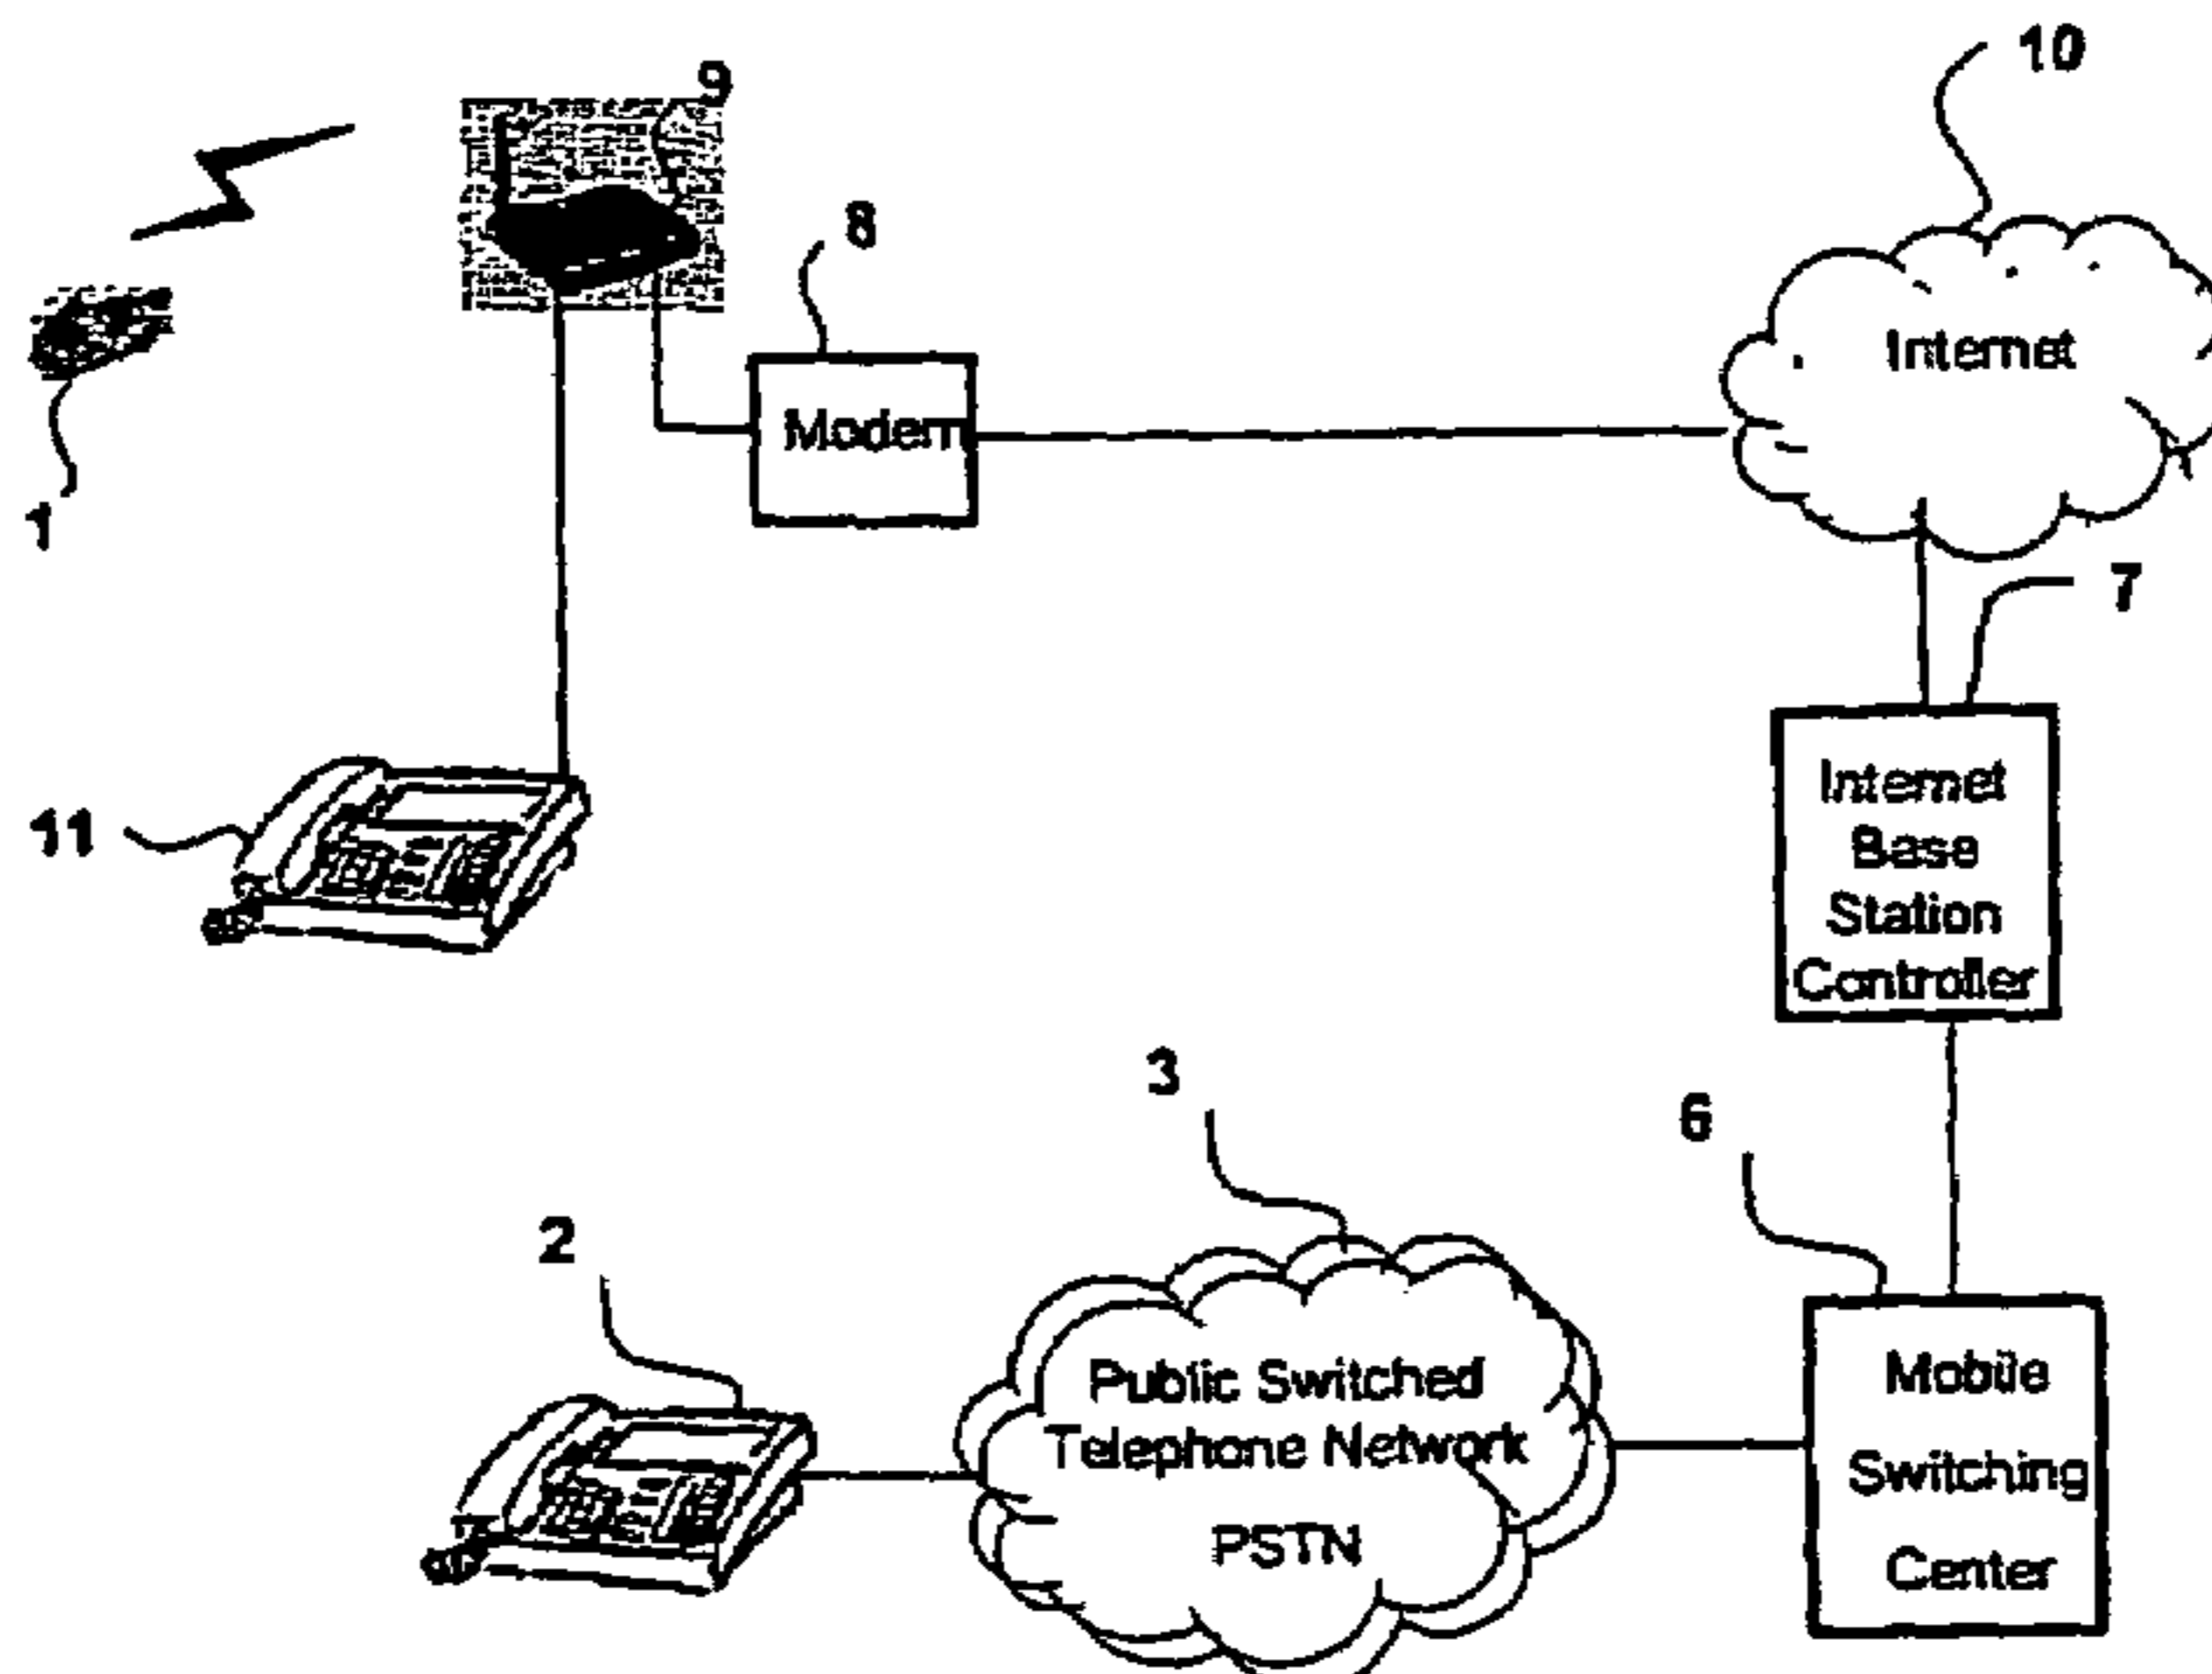 10
9
8
Internet
Modem
1
7
Internet
Base
Station
Controller
11
3
6
2
Public Switched
Telephone Network
PSTN
Mobile
Switching
Center